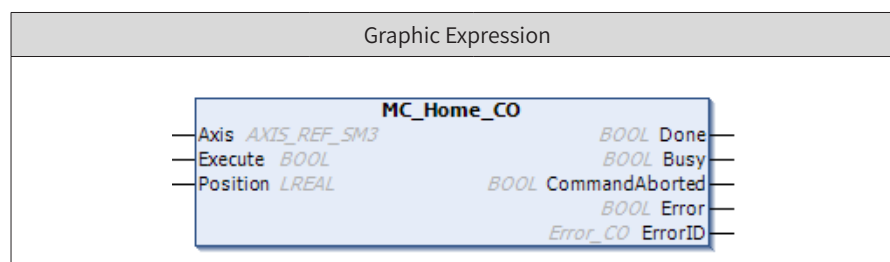 Graphic Expression
MC_Home_CO
Axis AXIS_REF_SM3 BOOL Done
Execute BOOL BOOL Busy
Position LREAL BOOL CommandAborted
BOOL Error
Error_CO ErrorID